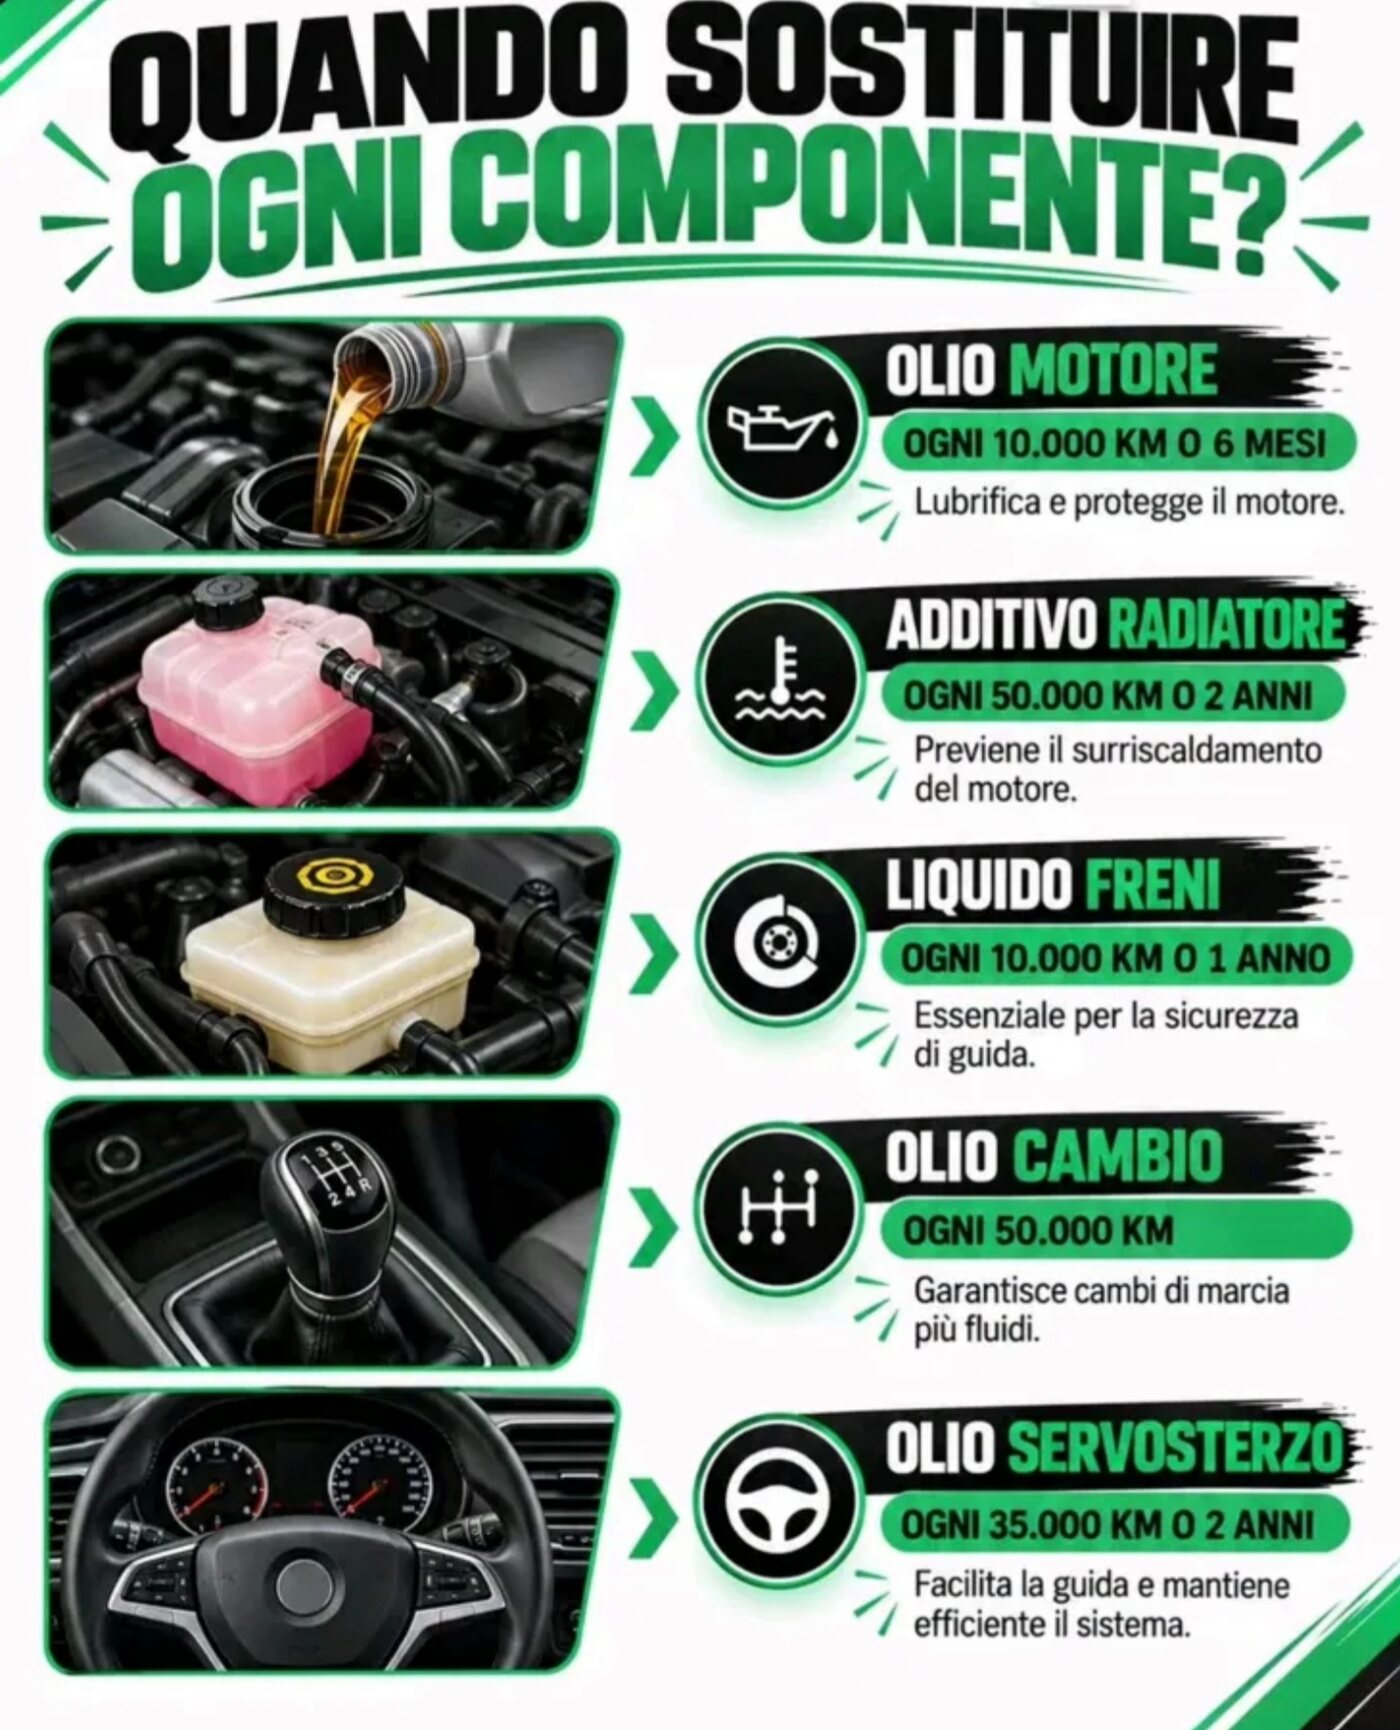 QUANDO SOSTITUIRE
OGNI COMPONENTE?
OLIO MOTORE
OGNI 10.000 KM O 6 MESI
Lubrifica e protegge il motore.
ADDITIVO RADIATORE
OGNI 50.000 KM O 2 ANNI
Previene il surriscaldamento
del motore.
LIQUIDO FRENI
OGNI 10.000 KM O 1 ANNO
Essenziale per la sicurezza
di guida.
1 3 5
2 4 R
OLIO CAMBIO
OGNI 50.000 KM
Garantisce cambi di marcia
più fluidi.
OLIO SERVOSTERZO
OGNI 35.000 KM O 2 ANNI
Facilita la guida e mantiene
efficiente il sistema.